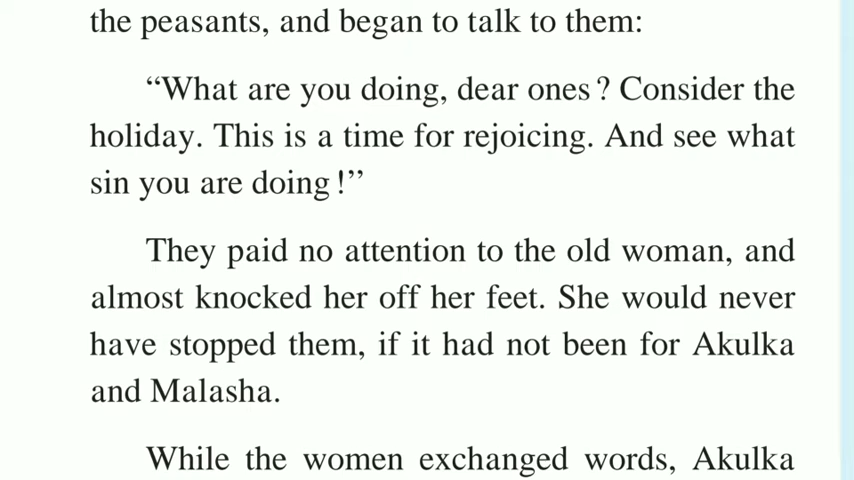 the peasants, and began to talk to them:
“What are you doing, dear ones? Consider the
holiday. This is a time for rejoicing. And see what
sin you are doing!”
They paid no attention to the old woman, and
almost knocked her off her feet. She would never
have stopped them, if it had not been for Akulka
and Malasha.
While the women exchanged words, Akulka